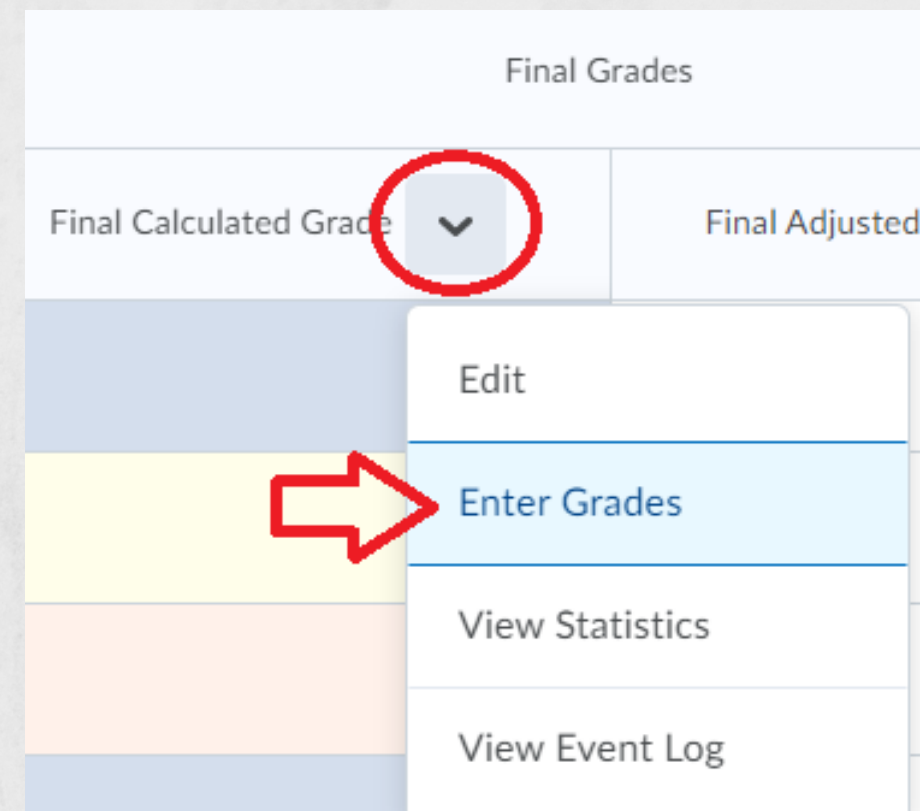 Final Grades
Final Calculated Grade
Final Adjusted
Edit
Enter Grades
View Statistics
View Event Log